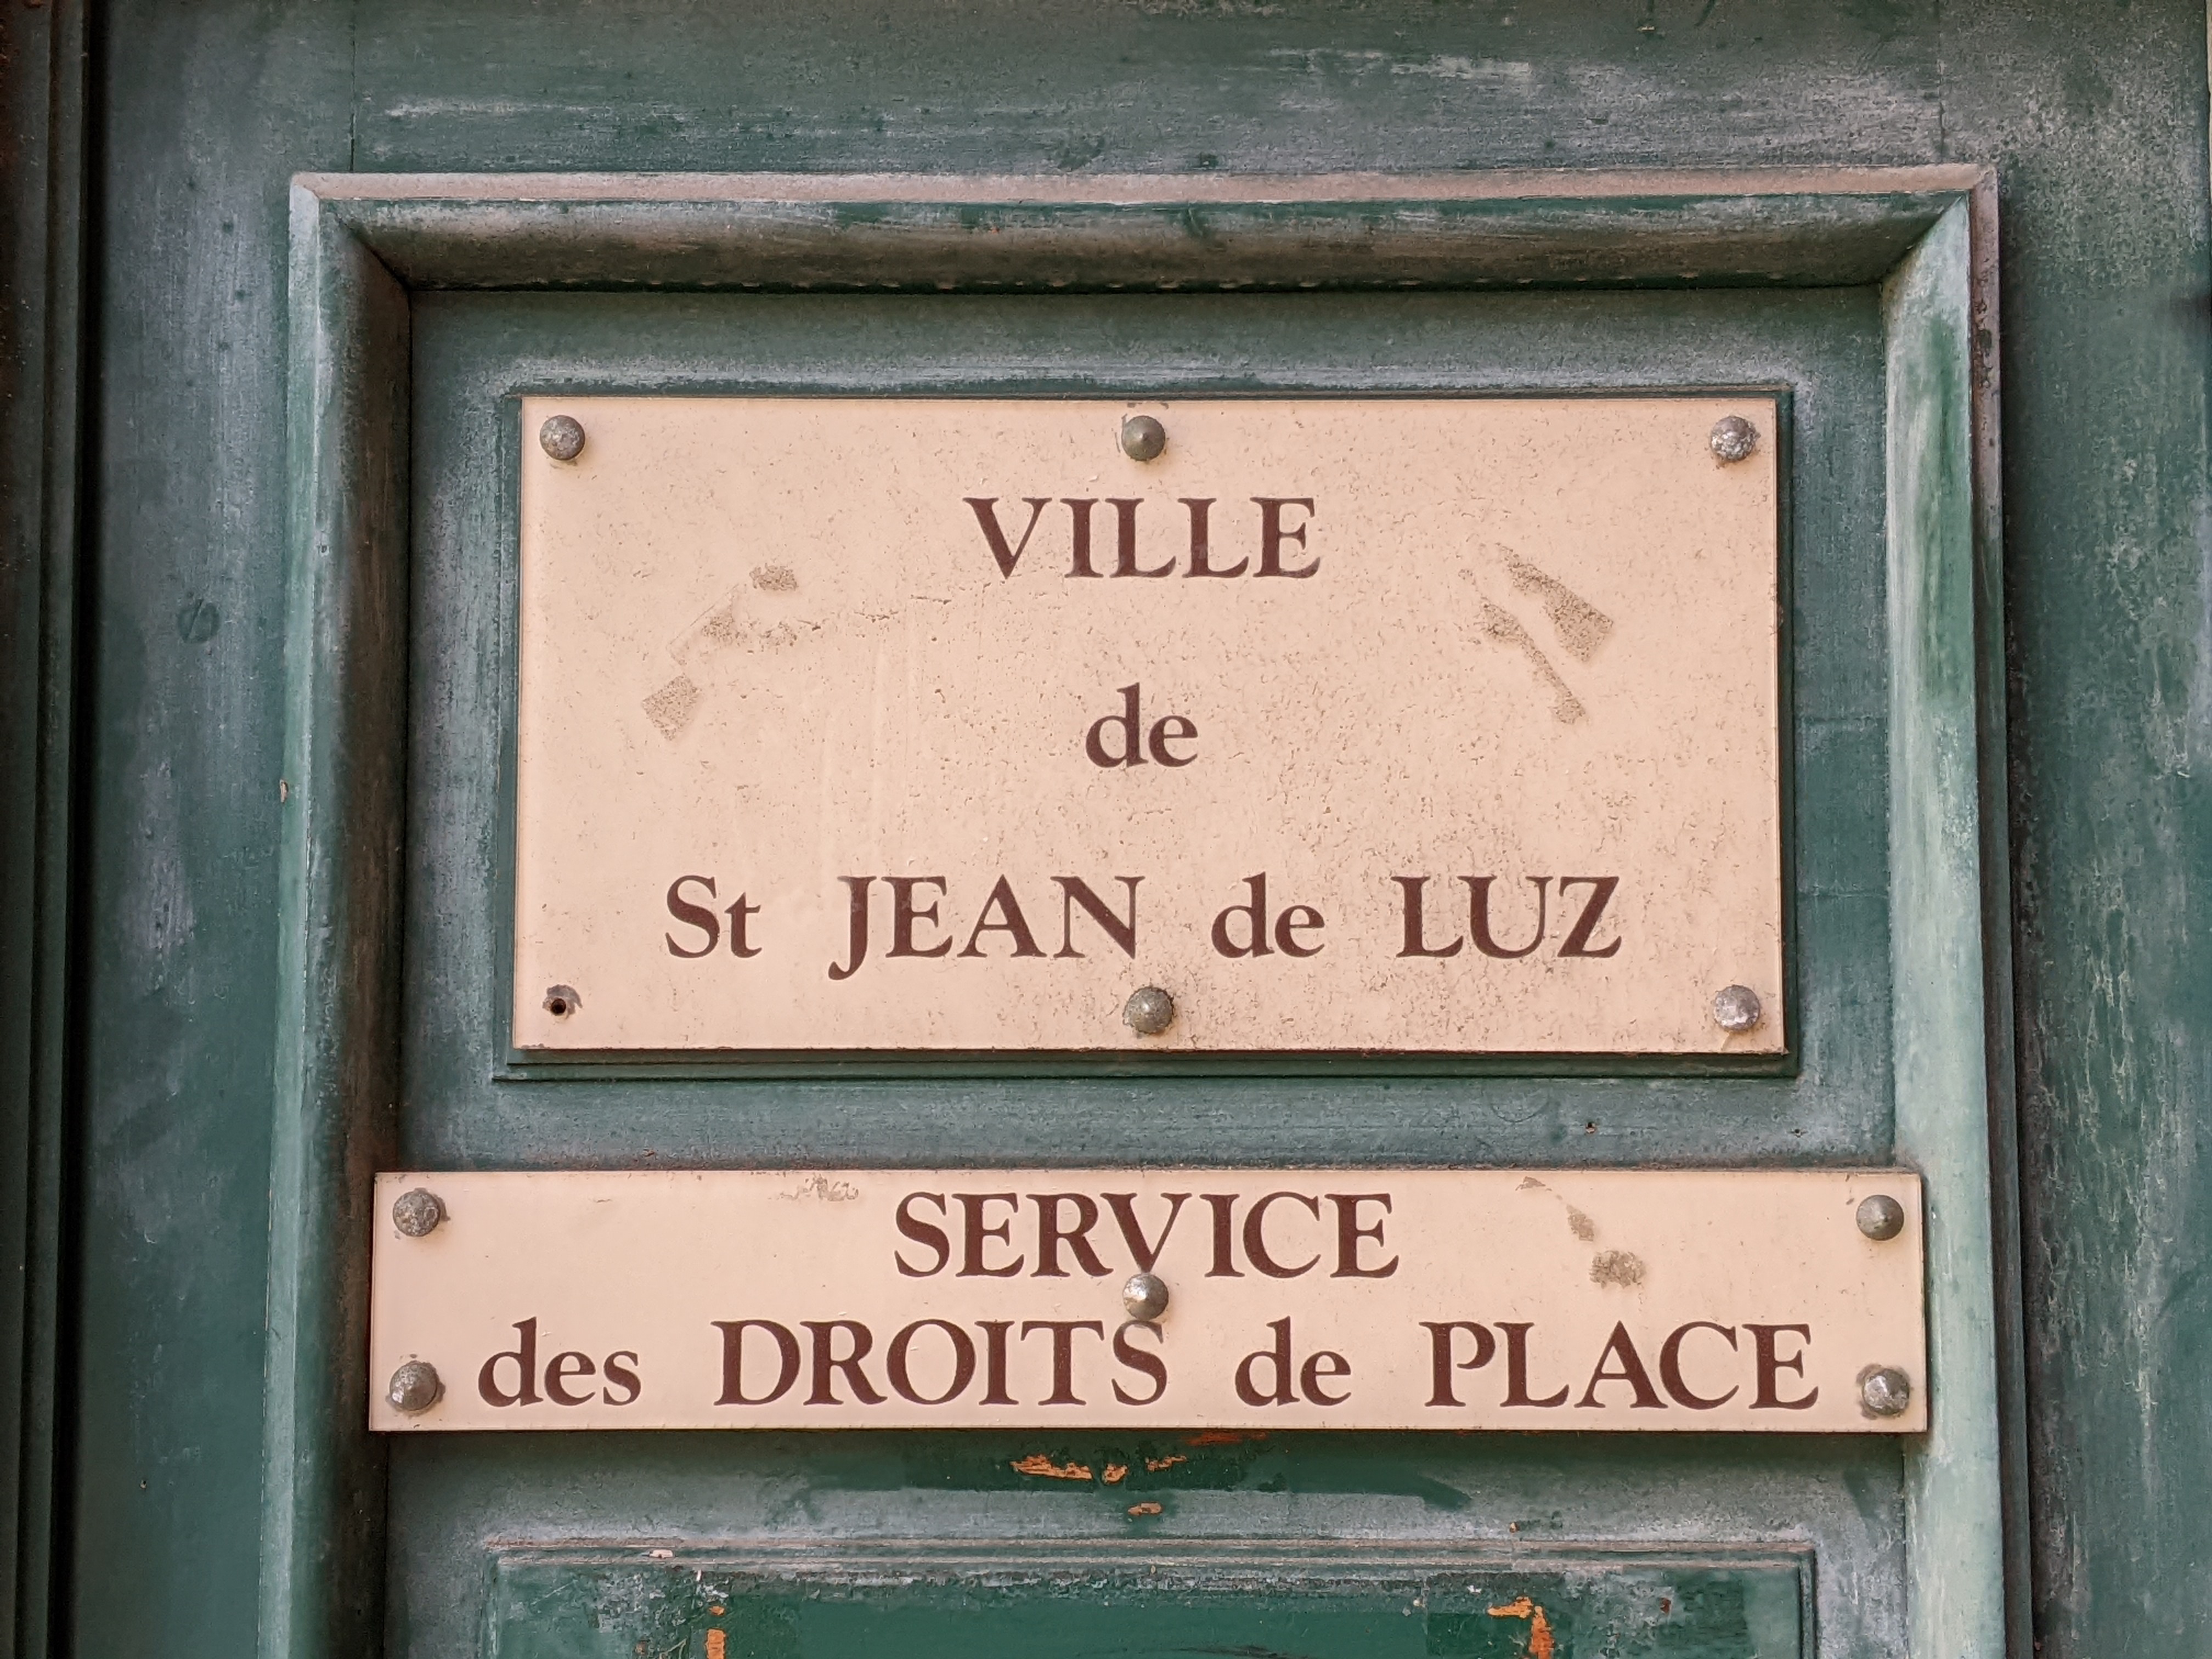 VILLE
de
St JEAN de LUZ
SERVICE
des DROITS de PLACE